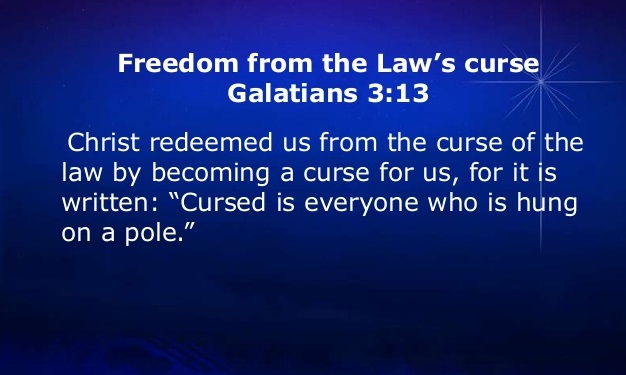 Freedom from the Law’s curse
Galatians 3:13
Christ redeemed us from the curse of the
law by becoming a curse for us, for it is
written: “Cursed is everyone who is hung
on a pole.”